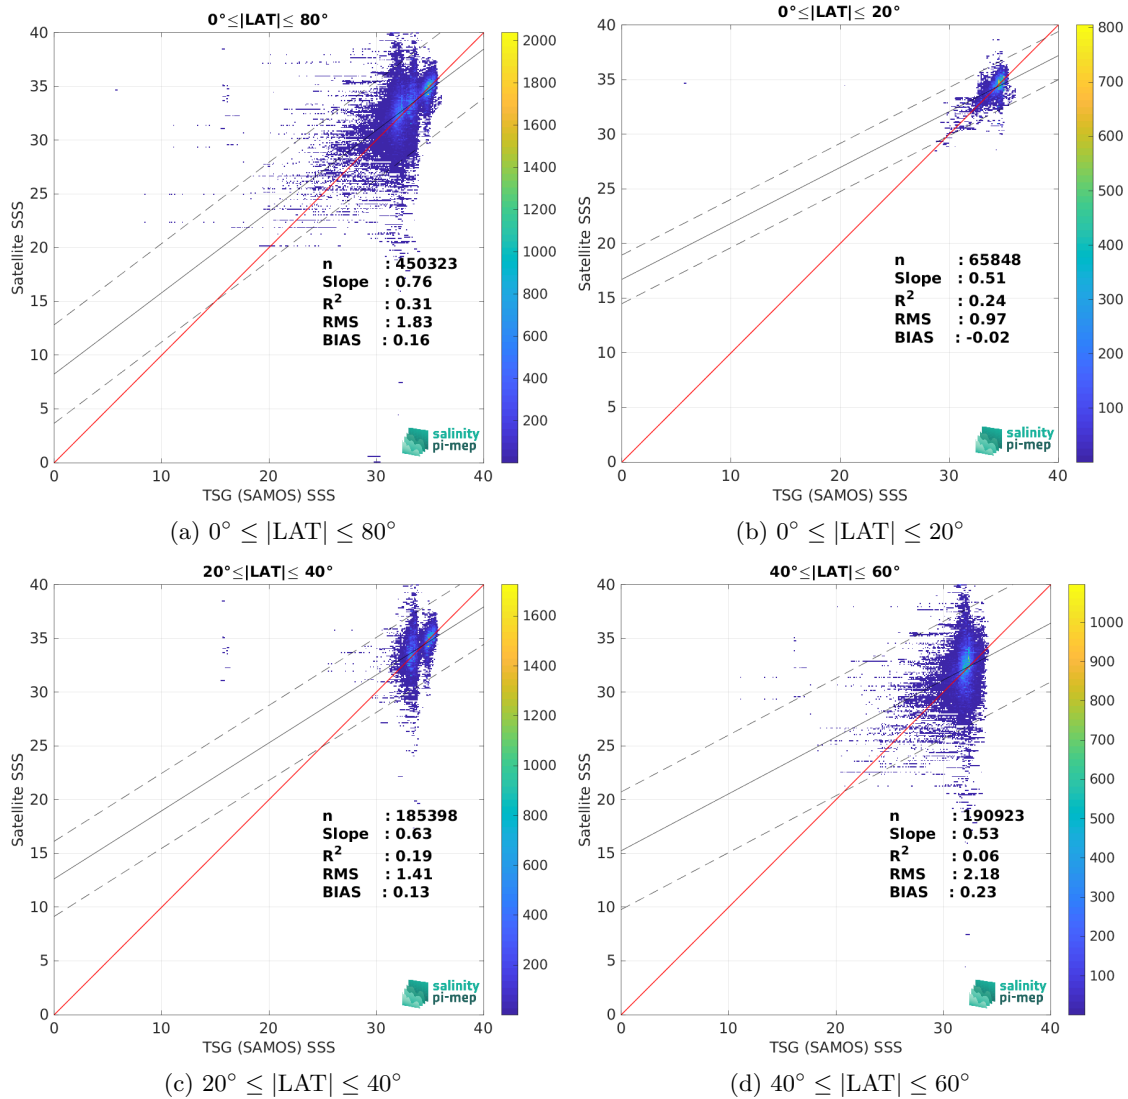 0°≤|LAT|≤ 80°
40
35
30
25
20
15
10
5
0
Satellite SSS
n : 450323
Slope : 0.76
R² : 0.31
RMS : 1.83
BIAS : 0.16
salinity
pi-mep
0 10 20 30 40
TSG (SAMOS) SSS
2000
1800
1600
1400
1200
1000
800
600
400
200
(a) 0° ≤ |LAT| ≤ 80°
0°≤|LAT|≤ 20°
40
35
30
25
20
15
10
5
0
Satellite SSS
n : 65848
Slope : 0.51
R² : 0.24
RMS : 0.97
BIAS : -0.02
salinity
pi-mep
0 10 20 30 40
TSG (SAMOS) SSS
800
700
600
500
400
300
200
100
(b) 0° ≤ |LAT| ≤ 20°
20°≤|LAT|≤ 40°
40
35
30
25
20
15
10
5
0
Satellite SSS
n : 185398
Slope : 0.63
R² : 0.19
RMS : 1.41
BIAS : 0.13
salinity
pi-mep
0 10 20 30 40
TSG (SAMOS) SSS
1600
1400
1200
1000
800
600
400
200
(c) 20° ≤ |LAT| ≤ 40°
40°≤|LAT|≤ 60°
40
35
30
25
20
15
10
5
0
Satellite SSS
n : 190923
Slope : 0.53
R² : 0.06
RMS : 2.18
BIAS : 0.23
salinity
pi-mep
0 10 20 30 40
TSG (SAMOS) SSS
1000
900
800
700
600
500
400
300
200
100
(d) 40° ≤ |LAT| ≤ 60°